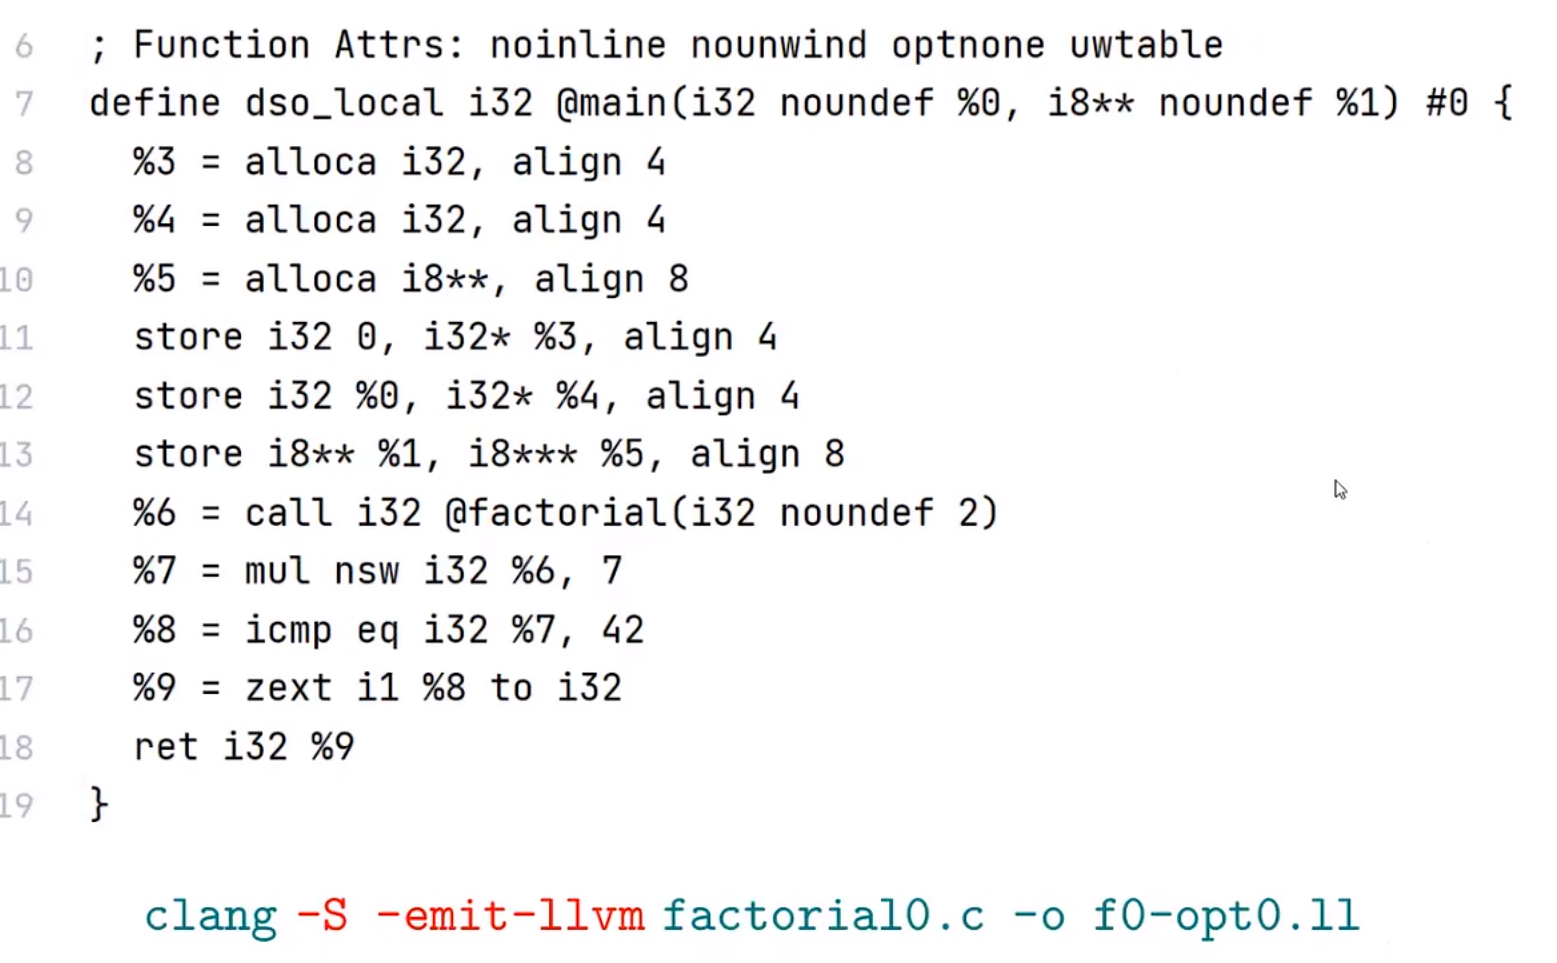 6 ; Function Attrs: noinline nounwind optnone uwtable
7 define dso_local i32 @main(i32 noundef %0, i8** noundef %1) #0 {
8 %3 = alloca i32, align 4
9 %4 = alloca i32, align 4
10 %5 = alloca i8**, align 8
11 store i32 0, i32* %3, align 4
12 store i32 %0, i32* %4, align 4
13 store i8** %1, i8*** %5, align 8
14 %6 = call i32 @factorial(i32 noundef 2)
15 %7 = mul nsw i32 %6, 7
16 %8 = icmp eq i32 %7, 42
17 %9 = zext i1 %8 to i32
18 ret i32 %9
19 }
clang -S -emit-llvm factorial0.c -o f0-opt0.ll